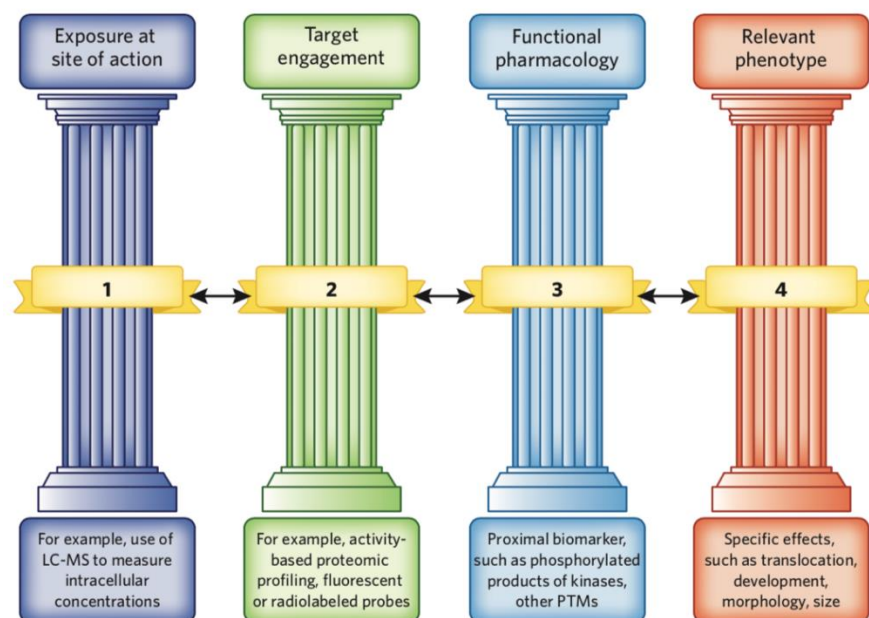 Exposure at
site of action
Target
engagement
Functional
pharmacology
Relevant
phenotype
1
2
3
4
For example, use of
LC-MS to measure
intracellular
concentrations
For example, activity-
based proteomic
profiling, fluorescent
or radiolabeled probes
Proximal biomarker,
such as phosphorylated
products of kinases,
other PTMs
Specific effects,
such as translocation,
development,
morphology, size